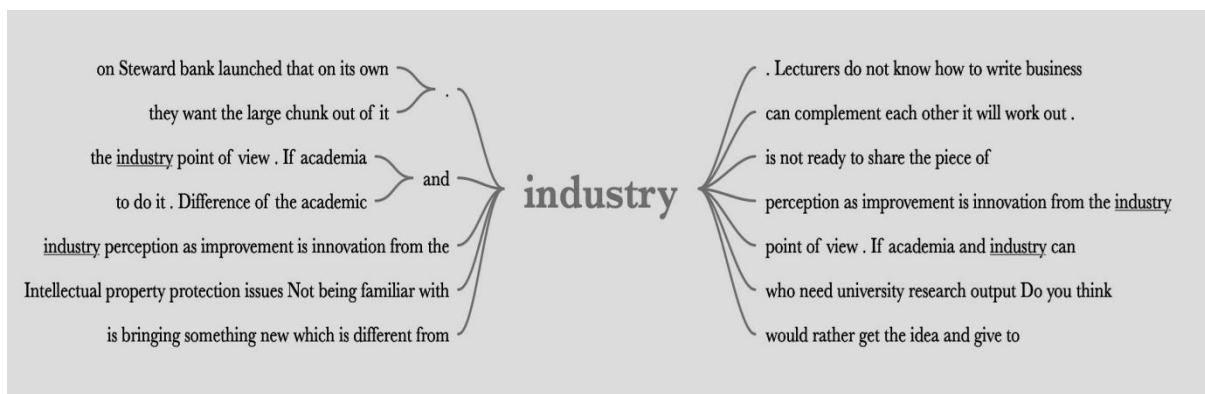 on Steward bank launched that on its own
they want the large chunk out of it
.
the industry point of view . If academia
to do it . Difference of the academic
and
industry perception as improvement is innovation from the
Intellectual property protection issues Not being familiar with
is bringing something new which is different from
industry
. Lecturers do not know how to write business
can complement each other it will work out .
is not ready to share the piece of
perception as improvement is innovation from the industry
point of view . If academia and industry can
who need university research output Do you think
would rather get the idea and give to